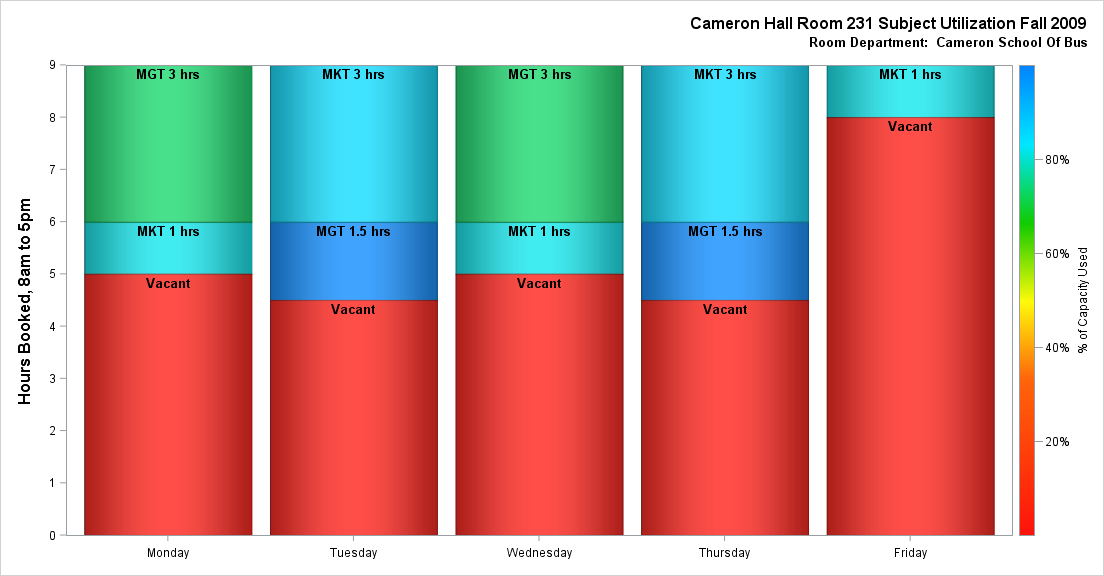 Cameron Hall Room 231 Subject Utilization Fall 2009
Room Department:  Cameron School Of Bus
Hours Booked, 8am to 5pm
9
8
7
6
5
4
3
2
1
0
MGT 3 hrs
MKT 1 hrs
Vacant
MKT 3 hrs
MGT 1.5 hrs
Vacant
MGT 3 hrs
MKT 1 hrs
Vacant
MKT 3 hrs
MGT 1.5 hrs
Vacant
MKT 1 hrs
Vacant
Monday
Tuesday
Wednesday
Thursday
Friday
80%
60%
40%
20%
% of Capacity Used